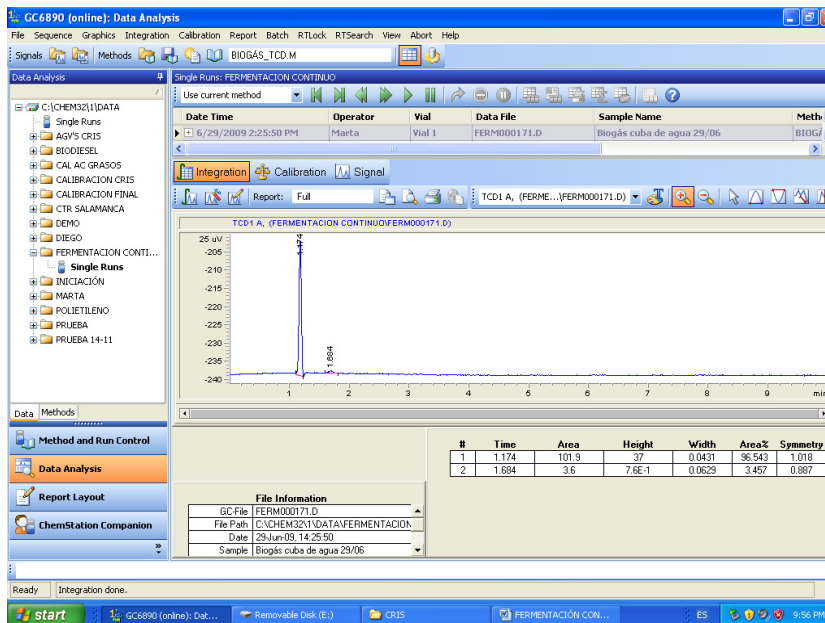 GC6890 (online): Data Analysis
File Sequence Graphics Integration Calibration Report Batch RTLock RTSearch View Abort Help
Signals Methods BIOGÁS_TCD.M
Data Analysis
Single Runs: FERMENTACION CONTINUO
Use current method
Date Time Operator Vial Data File Sample Name Meth
6/29/2009 2:25:50 PM Marta Vial 1 FERM000171.D Biogás cuba de agua 29/06 BIOGÁ
C:\CHEM32\1\DATA
Single Runs
AGV'S CRIS
BIODIESEL
CAL AC GRASOS
CALIBRACION CRIS
CALIBRACION FINAL
CTR SALAMANCA
DEMO
DIEGO
FERMENTACION CONTI...
Single Runs
INICIACIÓN
MARTA
POLIETILENO
PRUEBA
PRUEBA 14-11
Data Methods
Integration Calibration Signal
Report: Full TCD1 A, (FERME...\FERM000171.D)
TCD1 A, (FERMENTACION CONTINUO\FERM000171.D)
25 uV
-205
-210
-215
-220
-225
-230
-235
-240
1.174
1.684
1 2 3 4 5 6 7 8 9 mi
Method and Run Control
Data Analysis
Report Layout
ChemStation Companion
# Time Area Height Width Area% Symmetry
1 1.174 101.9 37 0.0431 96.543 1.018
2 1.684 3.6 7.6E-1 0.0629 3.457 0.887
File Information
GC-File FERM000171.D
File Path C:\CHEM32\1\DATA\FERMENTACION
Date 29-Jun-09, 14:25:50
Sample Biogás cuba de agua 29/06
Ready Integration done.
start GC6890 (online): Dat... Removable Disk (E:) CRIS FERMENTACIÓN CON... ES 9:56 PM